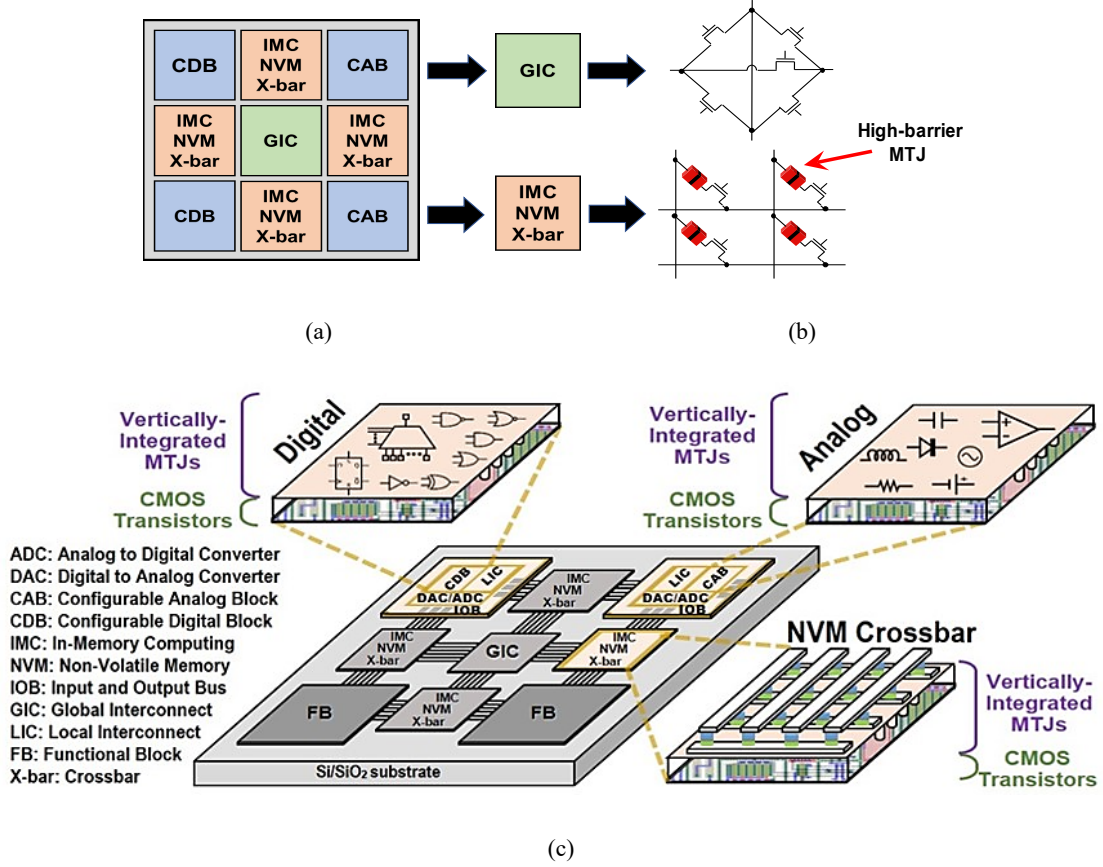 CDB
IMC
NVM
X-bar
CAB
GIC
IMC
NVM
X-bar
GIC
IMC
NVM
X-bar
High-barrier
MTJ
CDB
IMC
NVM
X-bar
CAB
IMC
NVM
X-bar
(a)
(b)
Vertically-
Integrated
MTJs
CMOS
Transistors
Digital
Vertically-
Integrated
MTJs
CMOS
Transistors
Analog
ADC: Analog to Digital Converter
DAC: Digital to Analog Converter
CAB: Configurable Analog Block
CDB: Configurable Digital Block
IMC: In-Memory Computing
NVM: Non-Volatile Memory
IOB: Input and Output Bus
GIC: Global Interconnect
LIC: Local Interconnect
FB: Functional Block
X-bar: Crossbar
CDB
LIC
DAC/ADC
IOB
IMC
NVM
X-bar
LIC
CAB
DAC/ADC
IOB
IMC
NVM
X-bar
GIC
IMC
NVM
X-bar
FB
IMC
NVM
X-bar
FB
Si/SiO2 substrate
NVM Crossbar
Vertically-
Integrated
MTJs
CMOS
Transistors
(c)